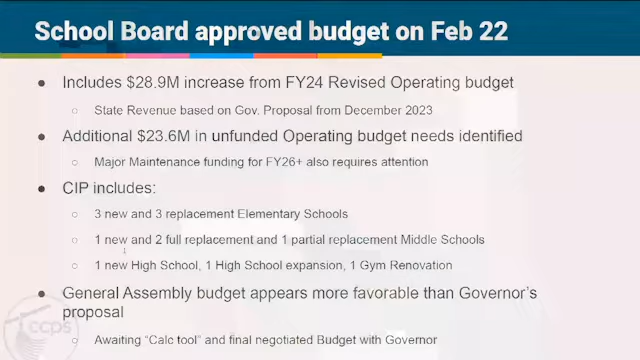 School Board approved budget on Feb 22
● Includes $28.9M increase from FY24 Revised Operating budget
○ State Revenue based on Gov. Proposal from December 2023
● Additional $23.6M in unfunded Operating budget needs identified
○ Major Maintenance funding for FY26+ also requires attention
● CIP includes:
○ 3 new and 3 replacement Elementary Schools
○ 1 new and 2 full replacement and 1 partial replacement Middle Schools
○ 1 new High School, 1 High School expansion, 1 Gym Renovation
● General Assembly budget appears more favorable than Governor's
proposal
○ Awaiting “Calc tool” and final negotiated Budget with Governor
ccps